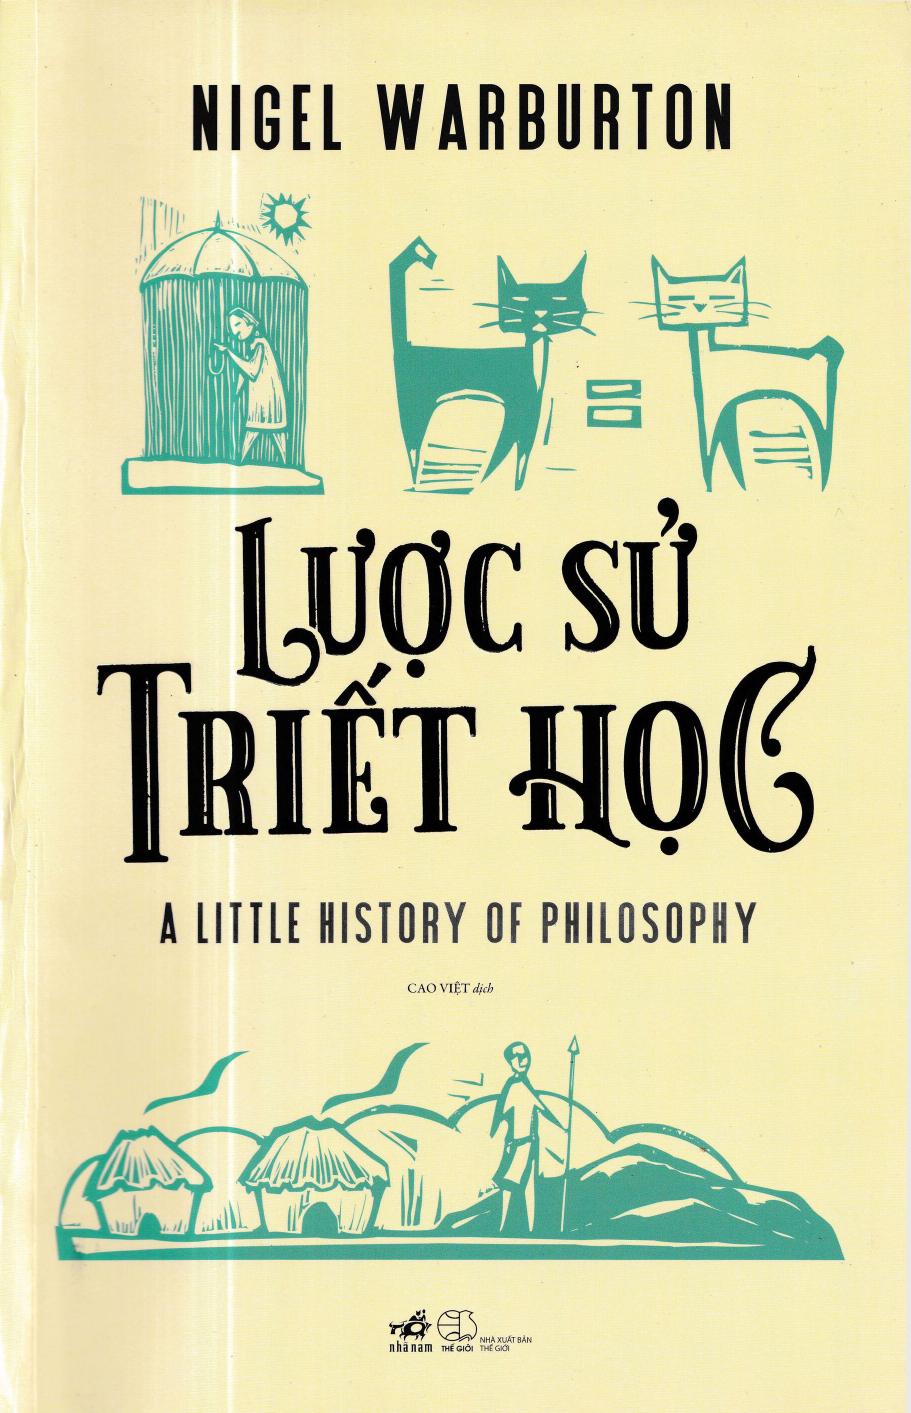 NIGEL WARBURTON
LƯỢC SỬ
TRIẾT HỌC
A LITTLE HISTORY OF PHILOSOPHY
CAO VIỆT dịch
nhã nam
THẾ GIỚI
NHÀ XUẤT BẢN
THẾ GIỚI